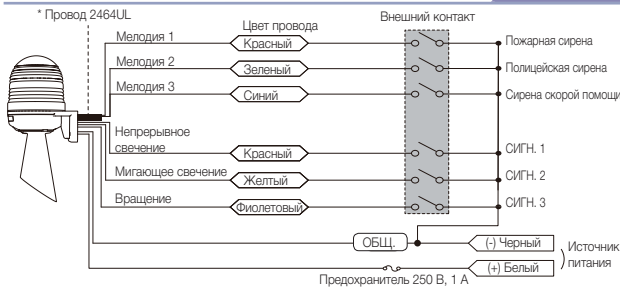 * Провод 2464UL
Цвет провода
Внешний контакт
Мелодия 1
Красный
Пожарная сирена
Мелодия 2
Зеленый
Полицейская сирена
Мелодия 3
Синий
Сирена скорой помощи
Непрерывное
свечение
Красный
СИГН. 1
Мигающее свечение
Желтый
СИГН. 2
Вращение
Фиолетовый
СИГН. 3
ОБЩ.
(-) Черный
Источник
питания
(+) Белый
Предохранитель 250 В, 1 А